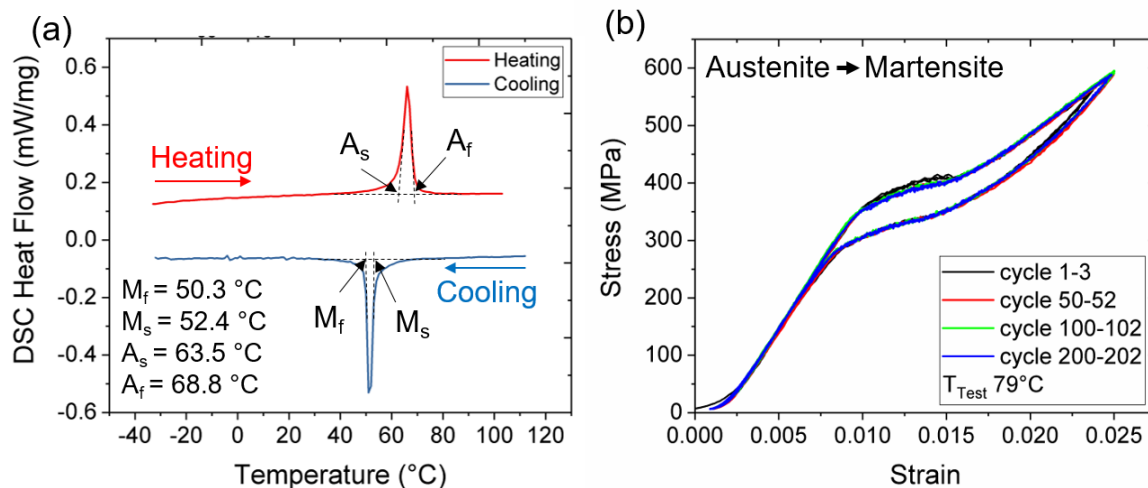 (a)
Heating
Cooling
0.6
0.4
0.2
0.0
-0.2
-0.4
-0.6
DSC Heat Flow (mW/mg)
Heating
As
Af
Cooling
Mf
Ms
Mf = 50.3 °C
Ms = 52.4 °C
As = 63.5 °C
Af = 68.8 °C
-40 -20 0 20 40 60 80 100 120
Temperature (°C)
(b)
Austenite → Martensite
600
500
400
300
200
100
0
Stress (MPa)
cycle 1-3
cycle 50-52
cycle 100-102
cycle 200-202
TTest 79°C
0.000 0.005 0.010 0.015 0.020 0.025
Strain